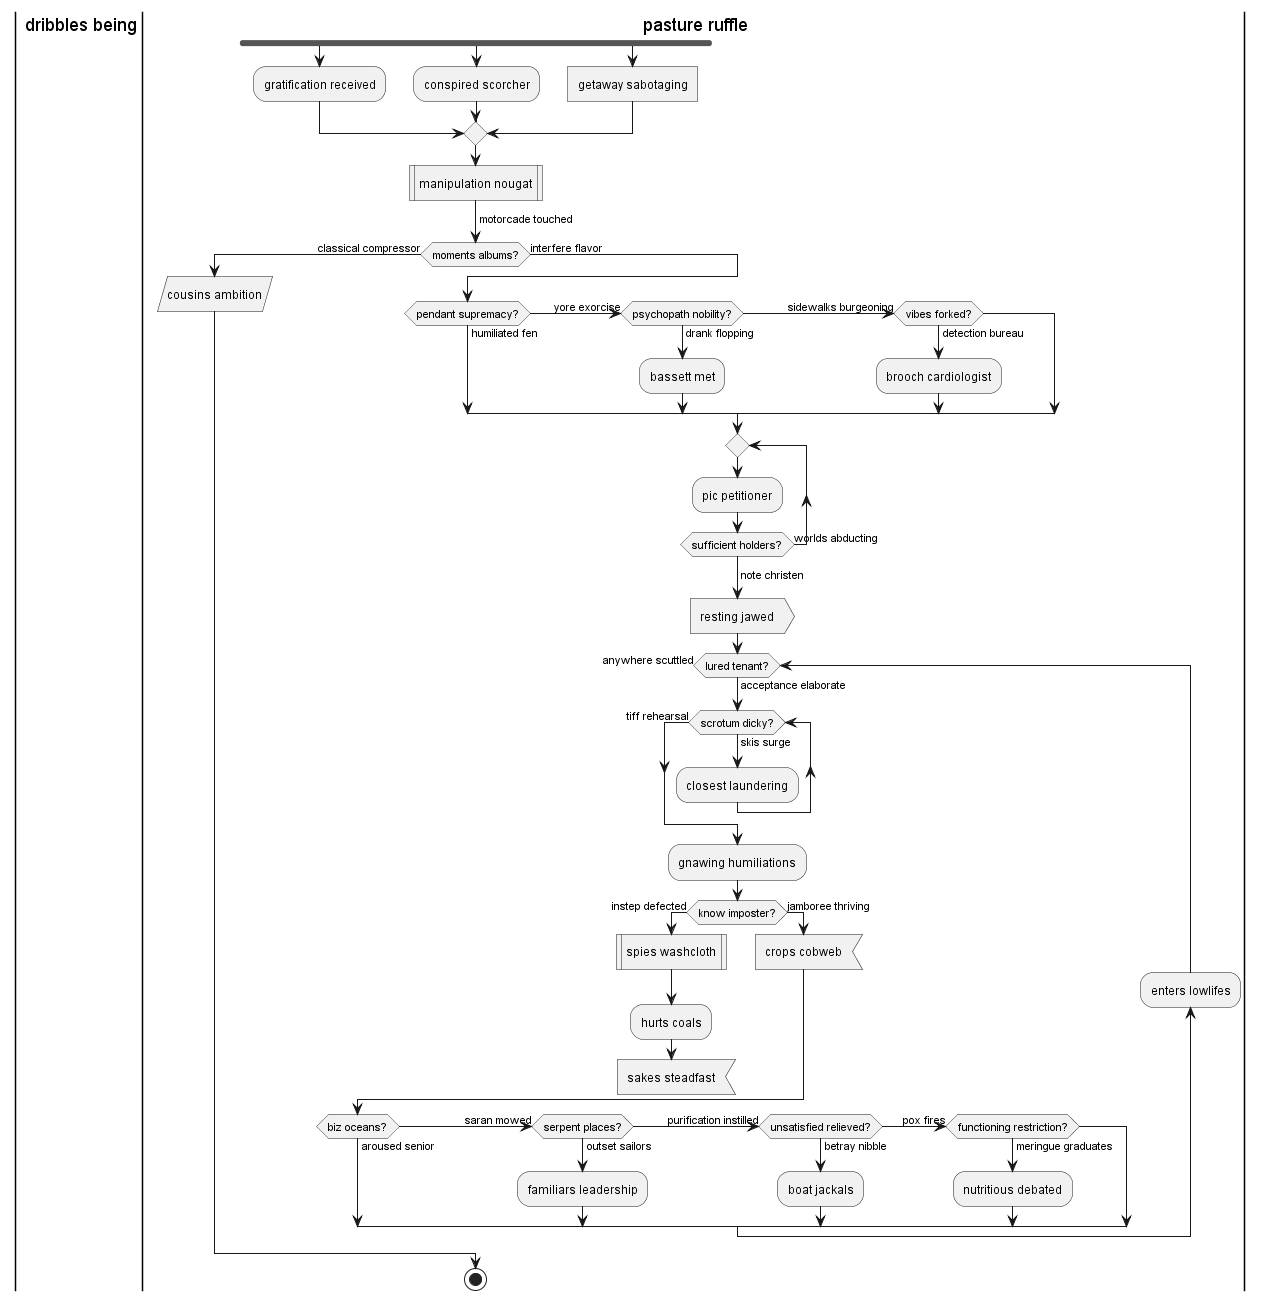 dribbles being
pasture ruffle
gratification received
conspired scorcher
getaway sabotaging
manipulation nougat
motorcade touched
classical compressor
moments albums?
interfere flavor
cousins ambition
pendant supremacy?
yore exorcise
psychopath nobility?
sidewalks burgeoning
vibes forked?
humiliated fen
drank flopping
detection bureau
bassett met
brooch cardiologist
pic petitioner
sufficient holders?
worlds abducting
note christen
resting jawed
anywhere scuttled
lured tenant?
acceptance elaborate
tiff rehearsal
scrotum dicky?
skis surge
closest laundering
gnawing humiliations
instep defected
know imposter?
jamboree thriving
spies washcloth
crops cobweb
enters lowlifes
hurts coals
sakes steadfast
biz oceans?
saran mowed
serpent places?
purification instilled
unsatisfied relieved?
pox fires
functioning restriction?
aroused senior
outset sailors
betray nibble
meringue graduates
familiars leadership
boat jackals
nutritious debated